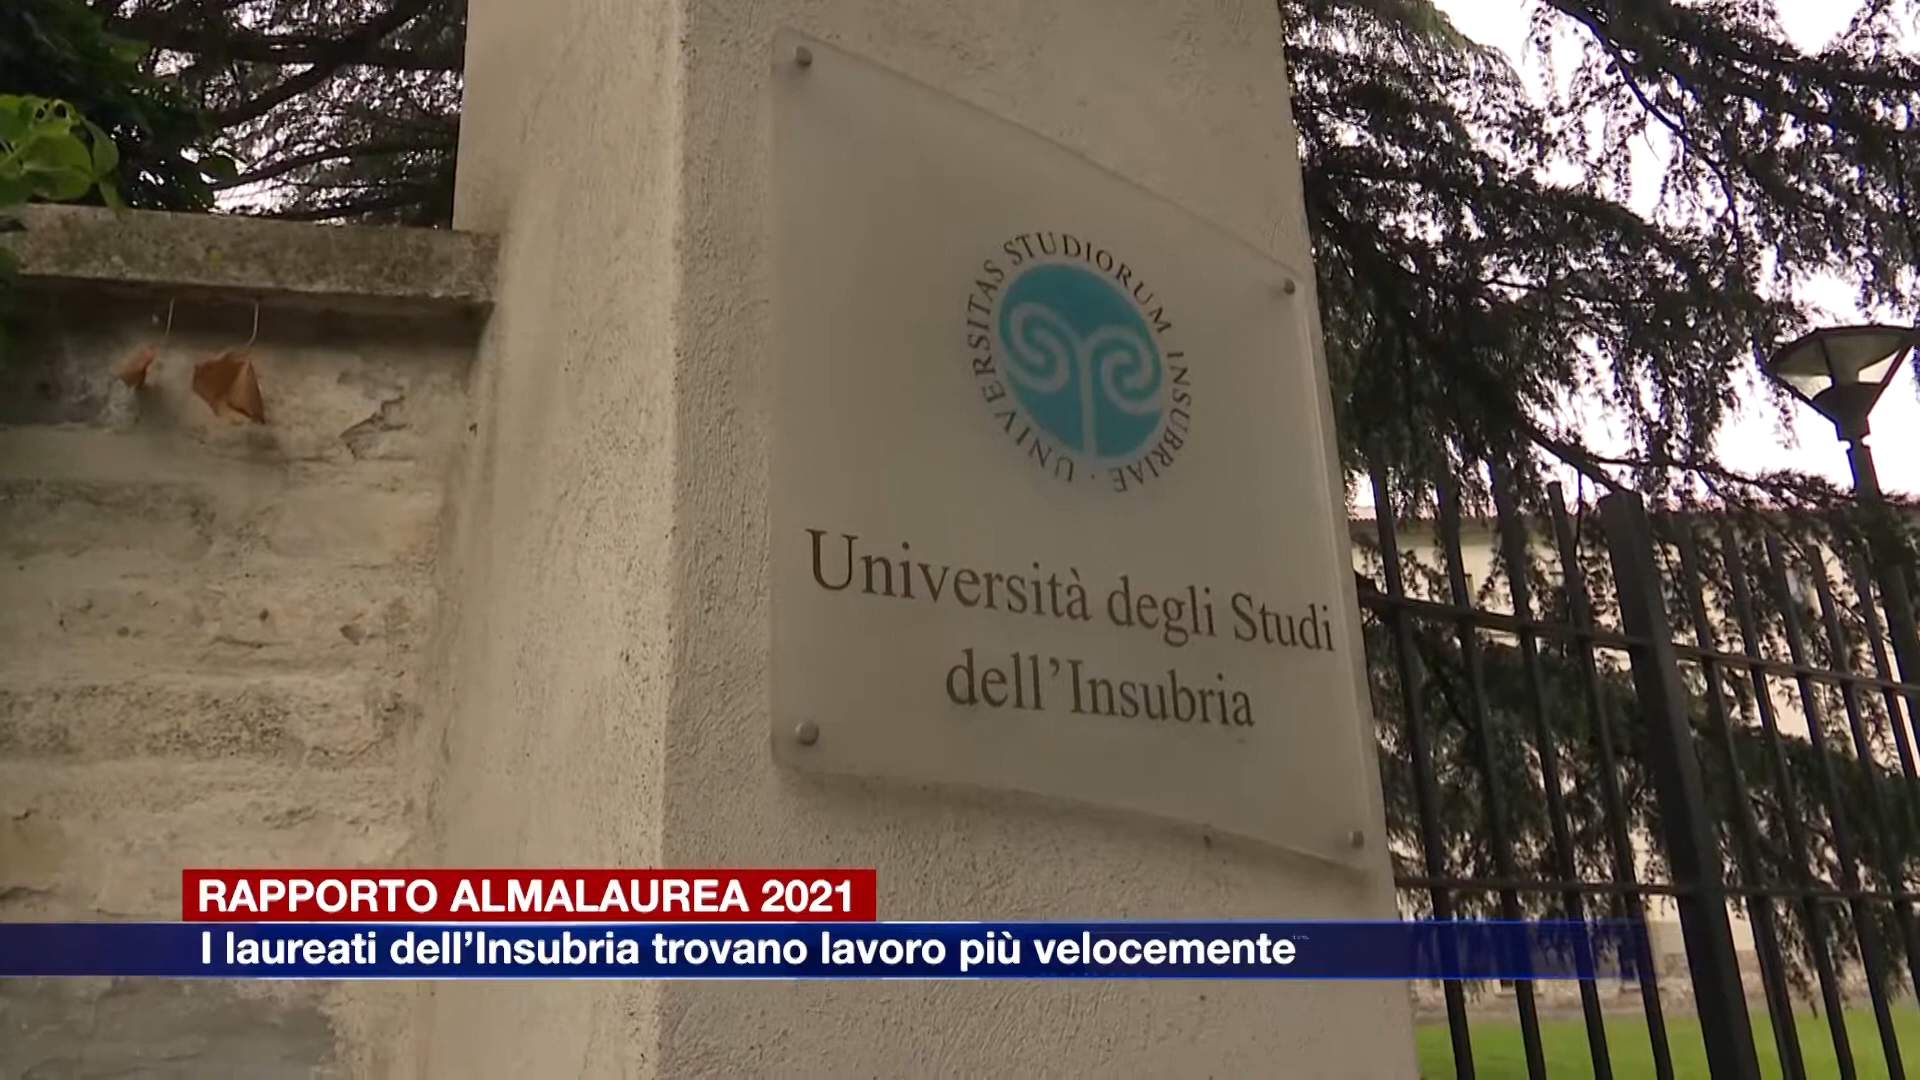 UNIVERSITAS STUDIORUM INSUBRIAE ·
Università degli Studi
dell'Insubria
RAPPORTO ALMALAUREA 2021
I laureati dell'Insubria trovano lavoro più velocemente